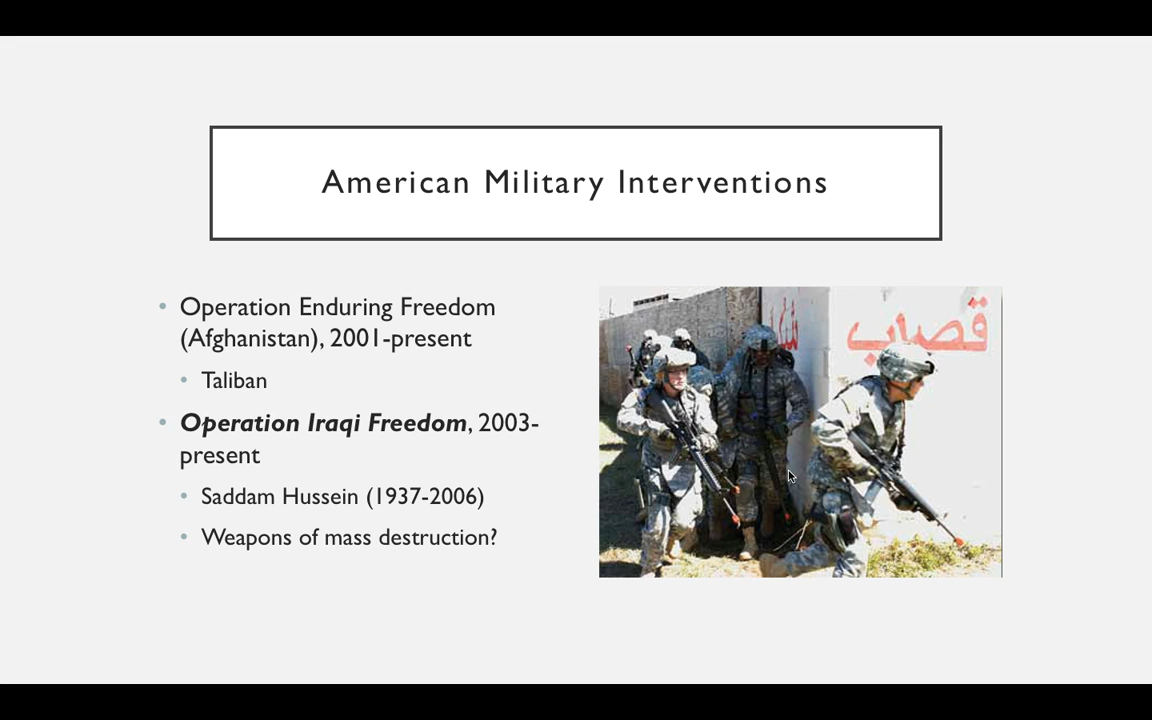 American Military Interventions
• Operation Enduring Freedom
(Afghanistan), 2001-present
• Taliban
• Operation Iraqi Freedom, 2003-
present
• Saddam Hussein (1937-2006)
• Weapons of mass destruction?
قصاب